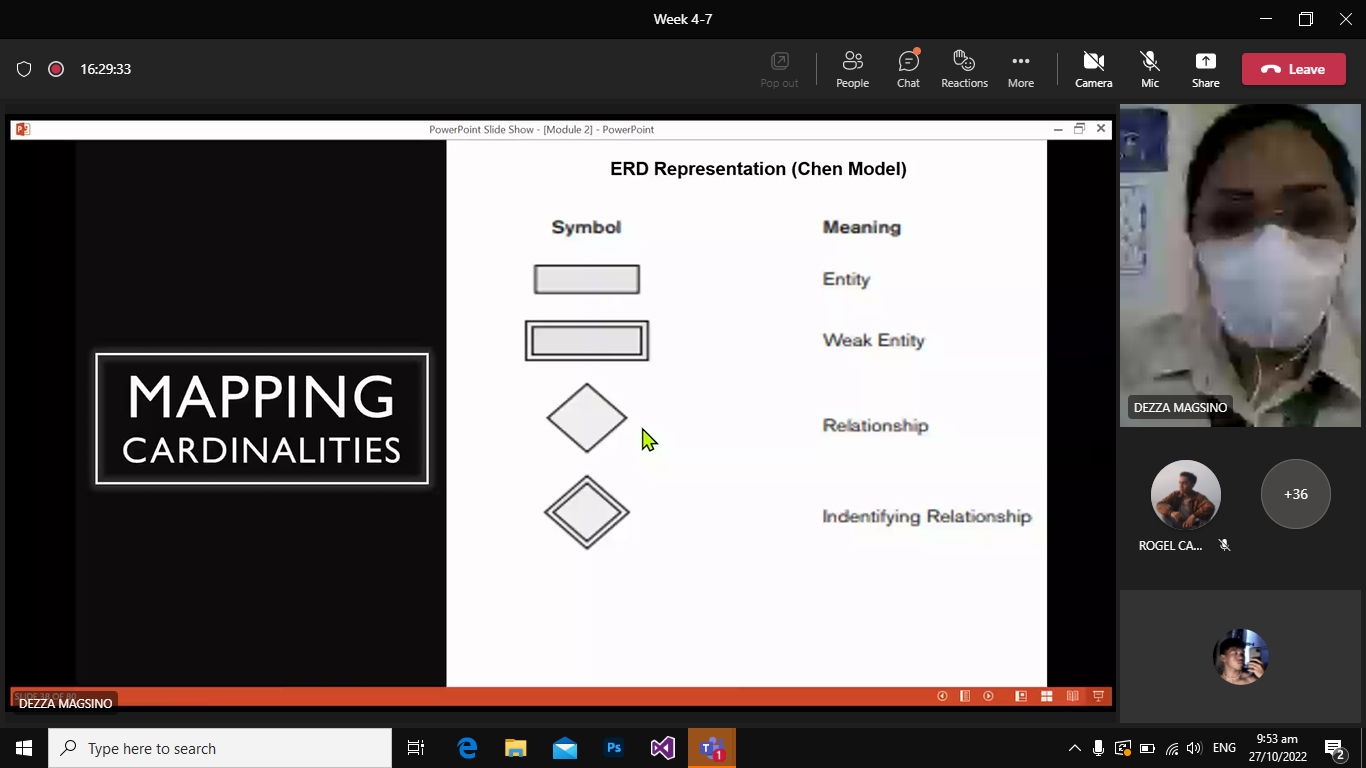 Week 4-7
16:29:33
Pop out
People
Chat
Reactions
More
Camera
Mic
Share
Leave
PowerPoint Slide Show - [Module 2] - PowerPoint
ERD Representation (Chen Model)
Symbol Meaning
Entity
Weak Entity
Relationship
Indentifying Relationship
MAPPING
CARDINALITIES
SLIDE 38 OF 80
DEZZA MAGSINO
DEZZA MAGSINO
+36
ROGEL CA...
Type here to search
Ps
1
ENG
9:53 am
27/10/2022
2